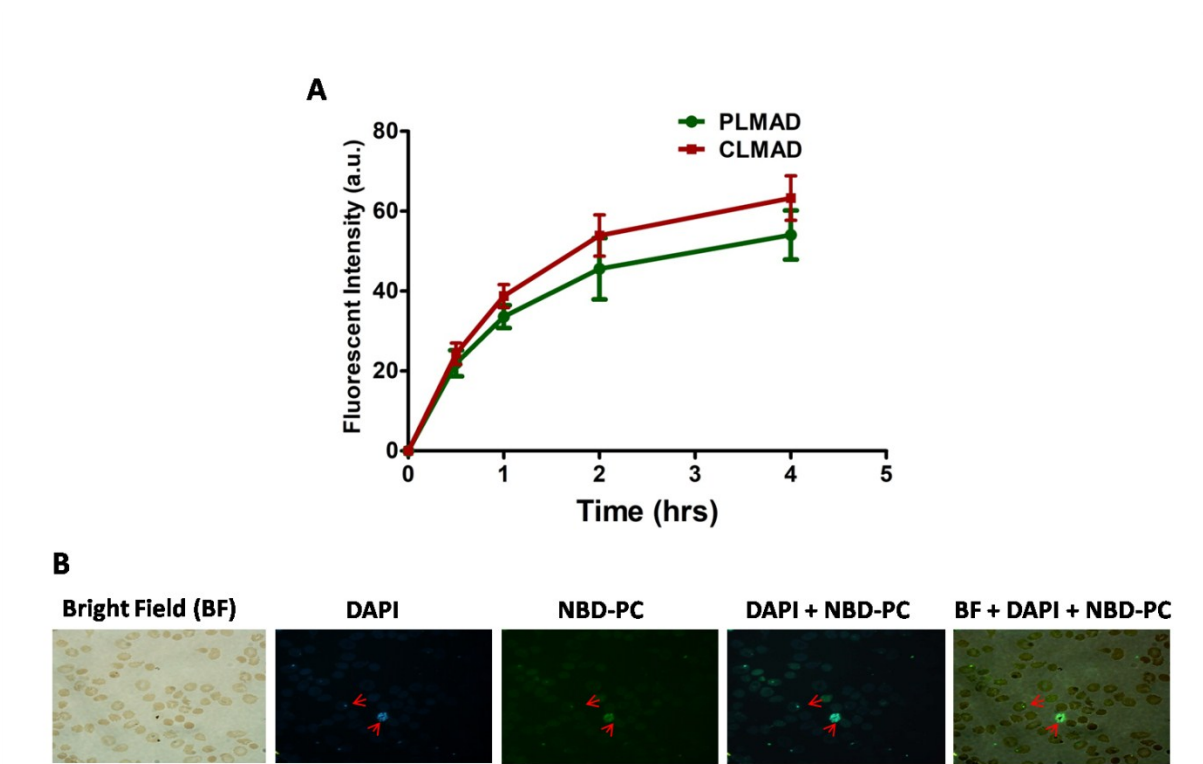 A
PLMAD
CLMAD
80
60
40
20
0
Fluorescent Intensity (a.u.)
0 1 2 3 4 5
Time (hrs)
B
Bright Field (BF) DAPI NBD-PC DAPI + NBD-PC BF + DAPI + NBD-PC